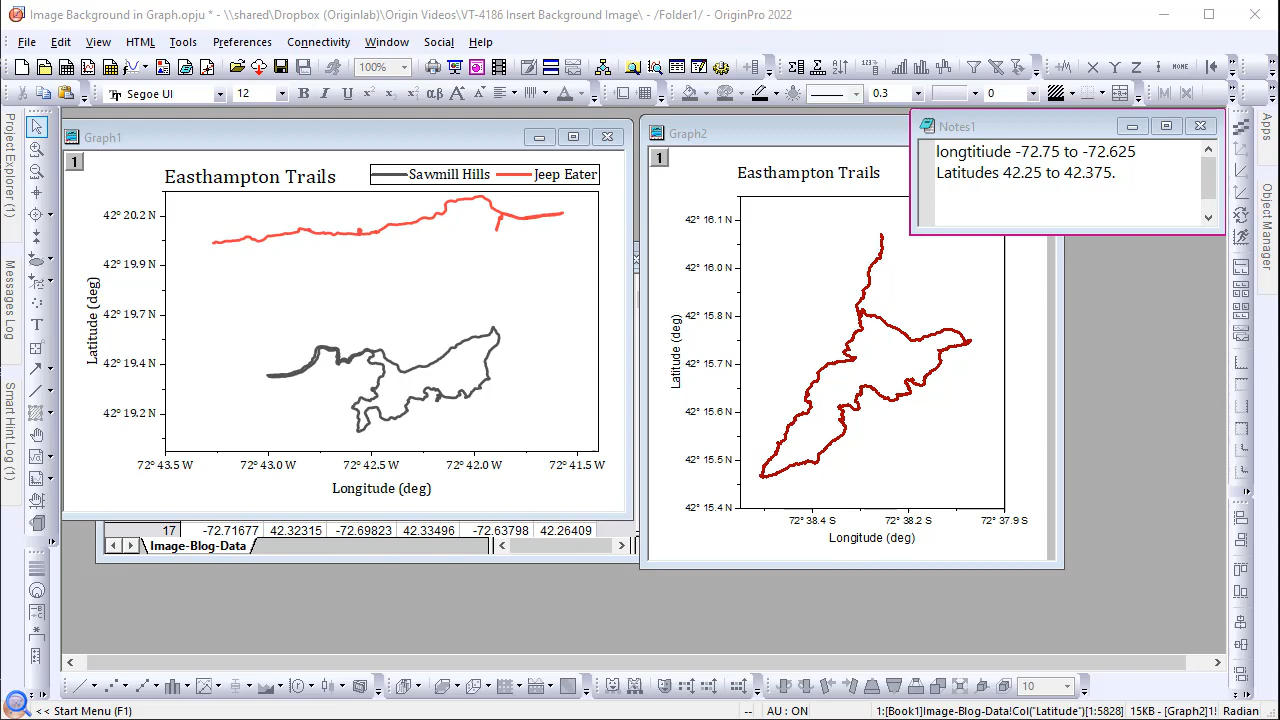 Image Background in Graph.opju * - \\shared\Dropbox (Originlab)\Origin Videos\VT-4186 Insert Background Image\ - /Folder1/ - OriginPro 2022
File Edit View HTML Tools Preferences Connectivity Window Social Help
100%
Segoe UI 12 B I U αβ A A A 0.3 0
Project Explorer (1)
Messages Log
Smart Hint Log (1)
Apps
Object Manager
Graph1
1
Easthampton Trails
Sawmill Hills Jeep Eater
42° 20.2 N
42° 19.9 N
42° 19.7 N
42° 19.4 N
42° 19.2 N
Latitude (deg)
72° 43.5 W 72° 43.0 W 72° 42.5 W 72° 42.0 W 72° 41.5 W
Longitude (deg)
17 -72.71677 42.32315 -72.69823 42.33496 -72.63798 42.26409
Image-Blog-Data
Graph2
1
Easthampton Trails
42° 16.1 N
42° 16.0 N
42° 15.8 N
42° 15.7 N
42° 15.6 N
42° 15.5 N
42° 15.4 N
Latitude (deg)
72° 38.4 S 72° 38.2 S 72° 37.9 S
Longitude (deg)
Notes1
longtitiude -72.75 to -72.625
Latitudes 42.25 to 42.375.
10
<< Start Menu (F1) -- AU : ON 1:[Book1]Image-Blog-Data!Col("Latitude")[1:5828] 15KB - [Graph2]1! Radian